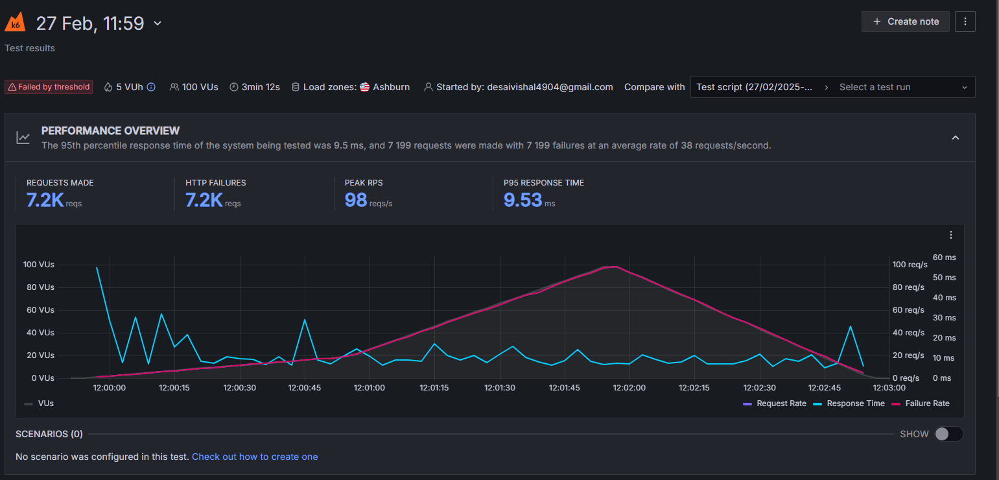 k6
27 Feb, 11:59
Create note
Test results
Failed by threshold
5 VUh
100 VUs
3min 12s
Load zones: Ashburn
Started by: desaivishal4904@gmail.com
Compare with
Test script (27/02/2025-...
Select a test run
PERFORMANCE OVERVIEW
The 95th percentile response time of the system being tested was 9.5 ms, and 7 199 requests were made with 7 199 failures at an average rate of 38 requests/second.
REQUESTS MADE
7.2K reqs
HTTP FAILURES
7.2K reqs
PEAK RPS
98 reqs/s
P95 RESPONSE TIME
9.53 ms
100 VUs
80 VUs
60 VUs
40 VUs
20 VUs
0 VUs
100 req/s
80 req/s
60 req/s
40 req/s
20 req/s
0 req/s
60 ms
50 ms
40 ms
30 ms
20 ms
10 ms
0 ms
12:00:00 12:00:15 12:00:30 12:00:45 12:01:00 12:01:15 12:01:30 12:01:45 12:02:00 12:02:15 12:02:30 12:02:45 12:03:00
VUs
Request Rate Response Time Failure Rate
SCENARIOS (0)
SHOW
No scenario was configured in this test. Check out how to create one